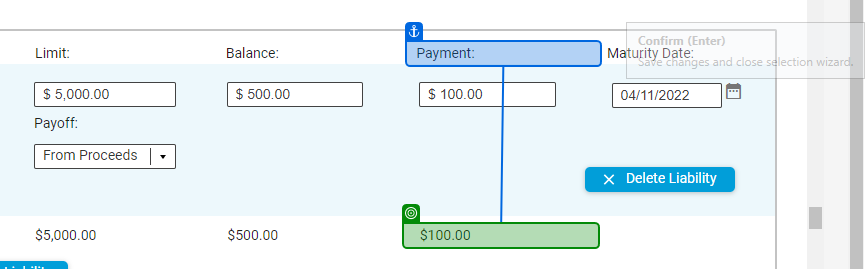 Confirm (Enter)
Limit: Balance: Payment: Maturity Date:
Save changes and close selection wizard.
$ 5,000.00 $ 500.00 $ 100.00 04/11/2022
Payoff:
From Proceeds
Delete Liability
$5,000.00 $500.00 $100.00